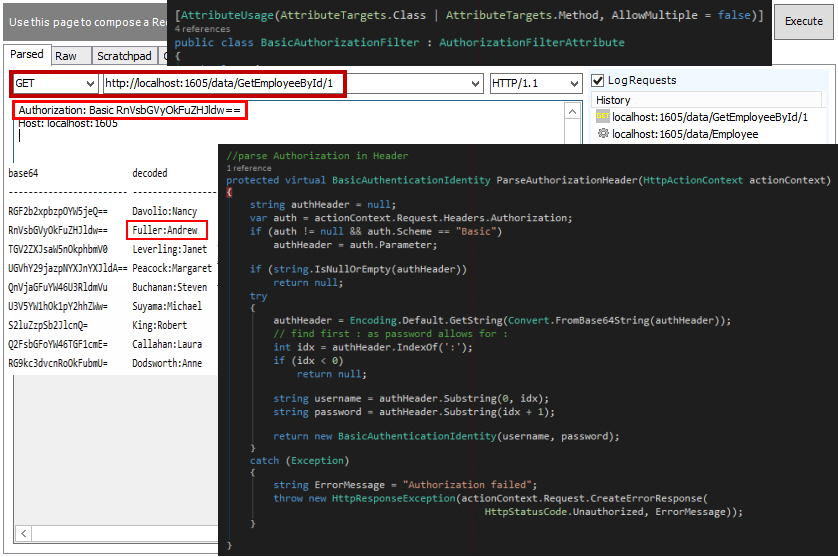 Use this page to compose a Re
[AttributeUsage(AttributeTargets.Class | AttributeTargets.Method, AllowMultiple = false)]
4 references
public class BasicAuthorizationFilter : AuthorizationFilterAttribute
{
Execute
Parsed
Raw
Scratchpad
GET
http://localhost:1605/data/GetEmployeeById/1
HTTP/1.1
Log Requests
History
localhost:1605/data/GetEmployeeById/1
localhost:1605/data/Employee
Authorization: Basic RnVsbGVyOkFuZHJldw==
Host: localhost:1605
base64 decoded
RGF2b2xpbzpOYW5jeQ== Davolio:Nancy
RnVsbGVyOkFuZHJldw== Fuller:Andrew
TGV2ZXJsaW5nOkphbmV0 Leverling:Janet
UGVhY29jazpNYXJnYXJldA== Peacock:Margaret
QnVjaGFuYW46U3RldmVu Buchanan:Steven
U3V5YW1hOk1pY2hhZWw= Suyama:Michael
S2luZzpSb2JlcnQ= King:Robert
Q2FsbGFoYW46TGF1cmE= Callahan:Laura
RG9kc3dvcnRoOkFubmU= Dodsworth:Anne
//parse Authorization in Header
1 reference
protected virtual BasicAuthenticationIdentity ParseAuthorizationHeader(HttpActionContext actionContext)
{
string authHeader = null;
var auth = actionContext.Request.Headers.Authorization;
if (auth != null && auth.Scheme == "Basic")
authHeader = auth.Parameter;
if (string.IsNullOrEmpty(authHeader))
return null;
try
{
authHeader = Encoding.Default.GetString(Convert.FromBase64String(authHeader));
// find first : as password allows for :
int idx = authHeader.IndexOf(':');
if (idx < 0)
return null;
string username = authHeader.Substring(0, idx);
string password = authHeader.Substring(idx + 1);
return new BasicAuthenticationIdentity(username, password);
}
catch (Exception)
{
string ErrorMessage = "Authorization failed";
throw new HttpResponseException(actionContext.Request.CreateErrorResponse(
HttpStatusCode.Unauthorized, ErrorMessage));
}
}